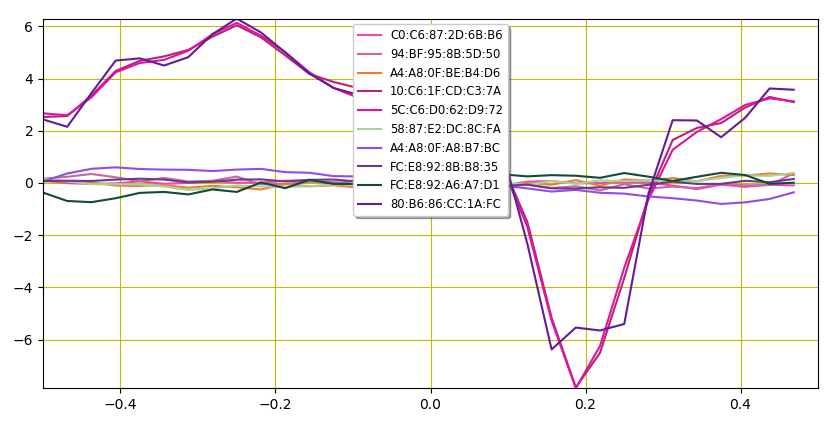 6
4
2
0
−2
−4
−6
C0:C6:87:2D:6B:B6
94:BF:95:8B:5D:50
A4:A8:0F:BE:B4:D6
10:C6:1F:CD:C3:7A
5C:C6:D0:62:D9:72
58:87:E2:DC:8C:FA
A4:A8:0F:A8:B7:BC
FC:E8:92:8B:B8:35
FC:E8:92:A6:A7:D1
80:B6:86:CC:1A:FC
−0.4 −0.2 0.0 0.2 0.4